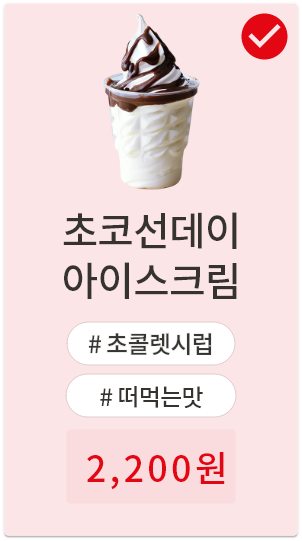 초코선데이
아이스크림
# 초콜렛시럽
# 떠먹는맛
2,200원